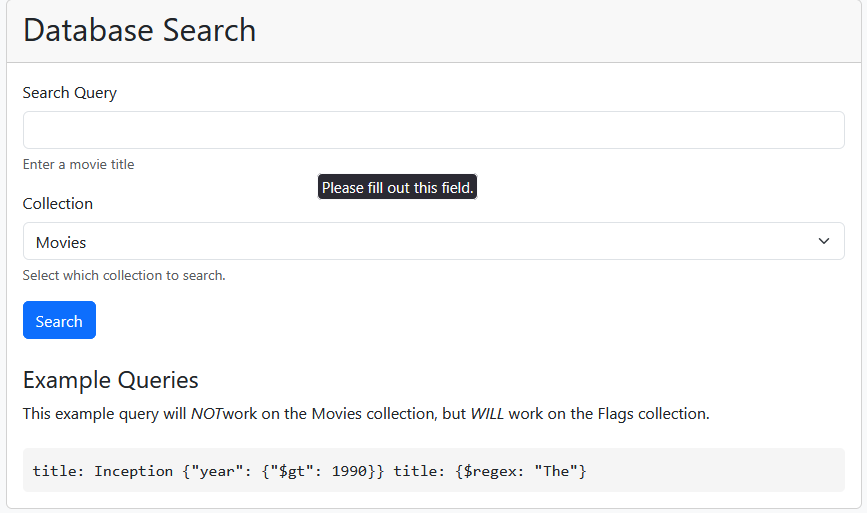 Database Search
Search Query
Enter a movie title
Please fill out this field.
Collection
Movies
Select which collection to search.
Search
Example Queries
This example query will NOTwork on the Movies collection, but WILL work on the Flags collection.
title: Inception {"year": {"$gt": 1990}} title: {$regex: "The"}